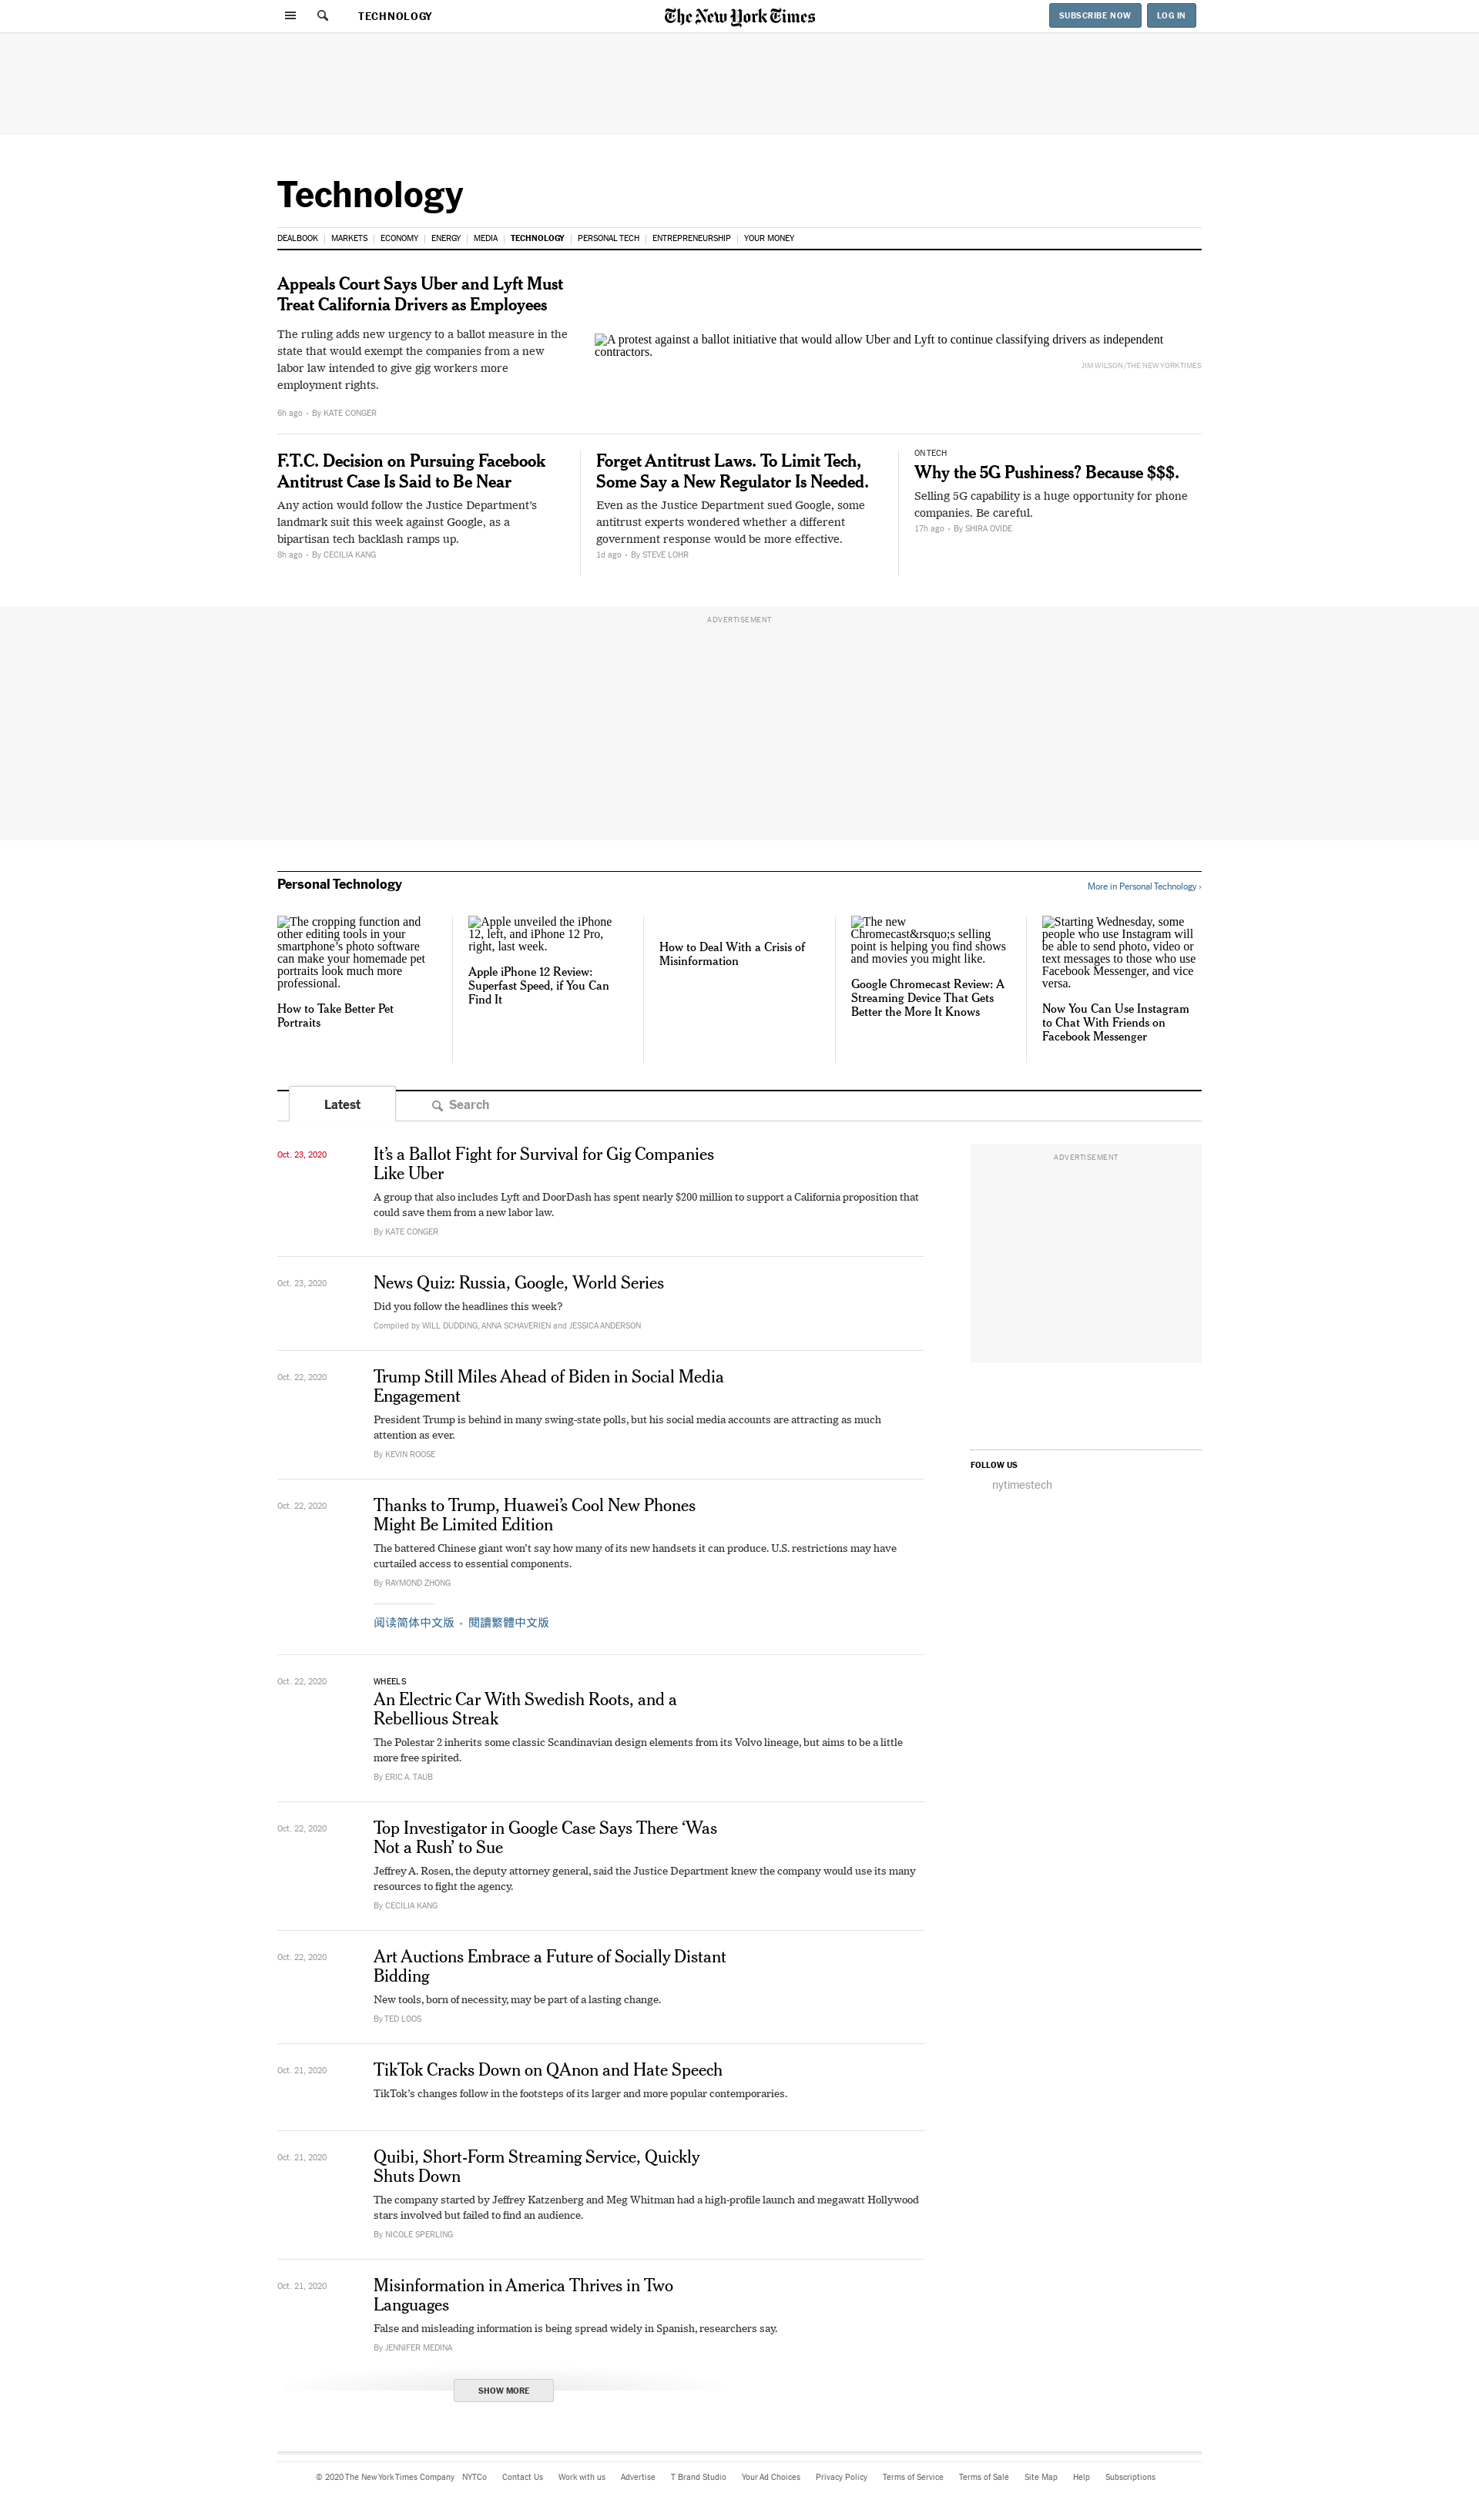 TECHNOLOGY
The New York Times
SUBSCRIBE NOW
LOG IN
Technology
DEALBOOK | MARKETS | ECONOMY | ENERGY | MEDIA | TECHNOLOGY | PERSONAL TECH | ENTREPRENEURSHIP | YOUR MONEY
Appeals Court Says Uber and Lyft Must
Treat California Drivers as Employees
The ruling adds new urgency to a ballot measure in the
state that would exempt the companies from a new
labor law intended to give gig workers more
employment rights.
6h ago • By KATE CONGER
A protest against a ballot initiative that would allow Uber and Lyft to continue classifying drivers as independent
contractors.
JIM WILSON/THE NEW YORK TIMES
F.T.C. Decision on Pursuing Facebook
Antitrust Case Is Said to Be Near
Any action would follow the Justice Department’s
landmark suit this week against Google, as a
bipartisan tech backlash ramps up.
8h ago • By CECILIA KANG
Forget Antitrust Laws. To Limit Tech,
Some Say a New Regulator Is Needed.
Even as the Justice Department sued Google, some
antitrust experts wondered whether a different
government response would be more effective.
1d ago • By STEVE LOHR
ON TECH
Why the 5G Pushiness? Because $$$.
Selling 5G capability is a huge opportunity for phone
companies. Be careful.
17h ago • By SHIRA OVIDE
ADVERTISEMENT
Personal Technology
More in Personal Technology ›
The cropping function and
other editing tools in your
smartphone’s photo software
can make your homemade pet
portraits look much more
professional.
How to Take Better Pet
Portraits
Apple unveiled the iPhone
12, left, and iPhone 12 Pro,
right, last week.
Apple iPhone 12 Review:
Superfast Speed, if You Can
Find It
How to Deal With a Crisis of
Misinformation
The new
Chromecast&rsquo;s selling
point is helping you find shows
and movies you might like.
Google Chromecast Review: A
Streaming Device That Gets
Better the More It Knows
Starting Wednesday, some
people who use Instagram will
be able to send photo, video or
text messages to those who use
Facebook Messenger, and vice
versa.
Now You Can Use Instagram
to Chat With Friends on
Facebook Messenger
Latest
Search
Oct. 23, 2020
It’s a Ballot Fight for Survival for Gig Companies
Like Uber
A group that also includes Lyft and DoorDash has spent nearly $200 million to support a California proposition that
could save them from a new labor law.
By KATE CONGER
ADVERTISEMENT
Oct. 23, 2020
News Quiz: Russia, Google, World Series
Did you follow the headlines this week?
Compiled by WILL DUDDING, ANNA SCHAVERIEN and JESSICA ANDERSON
Oct. 22, 2020
Trump Still Miles Ahead of Biden in Social Media
Engagement
President Trump is behind in many swing-state polls, but his social media accounts are attracting as much
attention as ever.
By KEVIN ROOSE
FOLLOW US
nytimestech
Oct. 22, 2020
Thanks to Trump, Huawei’s Cool New Phones
Might Be Limited Edition
The battered Chinese giant won’t say how many of its new handsets it can produce. U.S. restrictions may have
curtailed access to essential components.
By RAYMOND ZHONG
阅读简体中文版 • 閱讀繁體中文版
Oct. 22, 2020
WHEELS
An Electric Car With Swedish Roots, and a
Rebellious Streak
The Polestar 2 inherits some classic Scandinavian design elements from its Volvo lineage, but aims to be a little
more free spirited.
By ERIC A. TAUB
Oct. 22, 2020
Top Investigator in Google Case Says There ‘Was
Not a Rush’ to Sue
Jeffrey A. Rosen, the deputy attorney general, said the Justice Department knew the company would use its many
resources to fight the agency.
By CECILIA KANG
Oct. 22, 2020
Art Auctions Embrace a Future of Socially Distant
Bidding
New tools, born of necessity, may be part of a lasting change.
By TED LOOS
Oct. 21, 2020
TikTok Cracks Down on QAnon and Hate Speech
TikTok’s changes follow in the footsteps of its larger and more popular contemporaries.
Oct. 21, 2020
Quibi, Short-Form Streaming Service, Quickly
Shuts Down
The company started by Jeffrey Katzenberg and Meg Whitman had a high-profile launch and megawatt Hollywood
stars involved but failed to find an audience.
By NICOLE SPERLING
Oct. 21, 2020
Misinformation in America Thrives in Two
Languages
False and misleading information is being spread widely in Spanish, researchers say.
By JENNIFER MEDINA
SHOW MORE
© 2020 The New York Times Company NYTCo Contact Us Work with us Advertise T Brand Studio Your Ad Choices Privacy Policy Terms of Service Terms of Sale Site Map Help Subscriptions